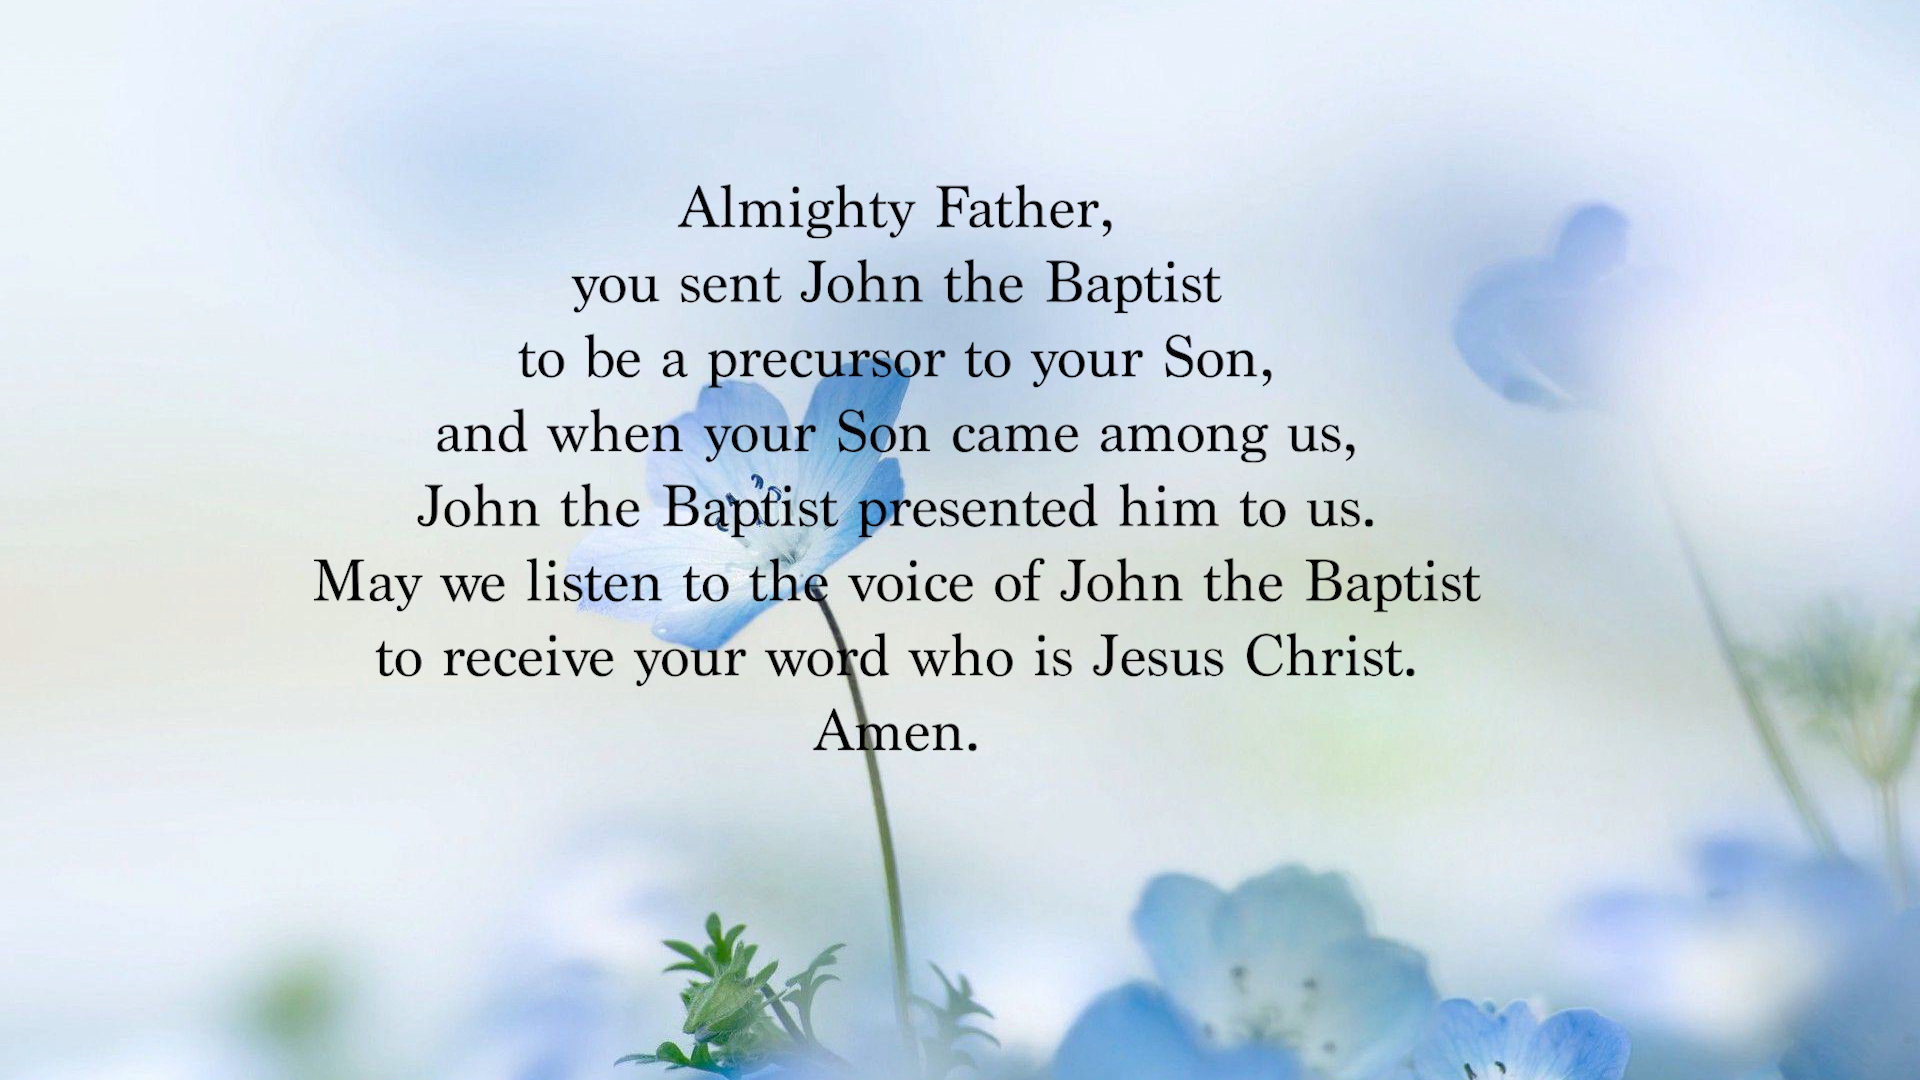 Almighty Father,
you sent John the Baptist
to be a precursor to your Son,
and when your Son came among us,
John the Baptist presented him to us.
May we listen to the voice of John the Baptist
to receive your word who is Jesus Christ.
Amen.